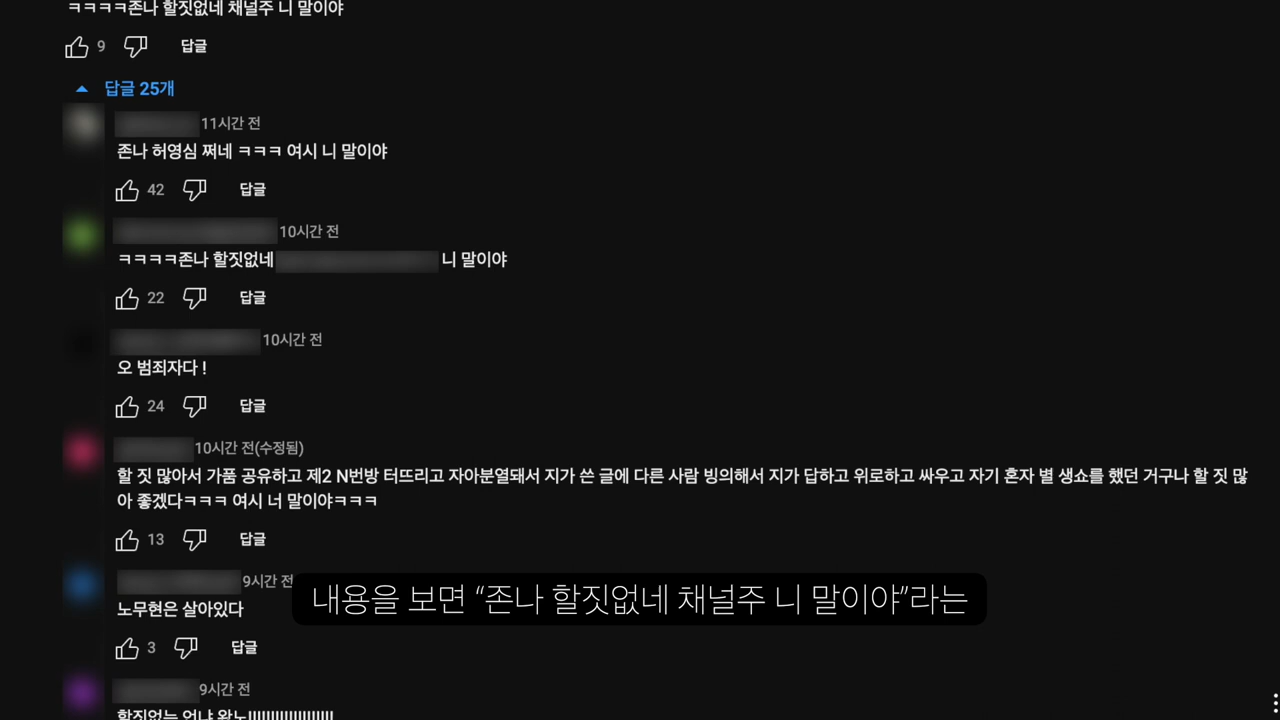 ㅋㅋㅋㅋ존나 할짓없네 채널주 니 말이야
9 답글
답글 25개
11시간 전
존나 허영심 쩌네 ㅋㅋㅋ 여시 니 말이야
42 답글
10시간 전
ㅋㅋㅋㅋ존나 할짓없네 니 말이야
22 답글
10시간 전
오 범죄자다 !
24 답글
10시간 전(수정됨)
할 짓 많아서 가품 공유하고 제2 N번방 터뜨리고 자아분열돼서 지가 쓴 글에 다른 사람 빙의해서 지가 답하고 위로하고 싸우고 자기 혼자 별 생쇼를 했던 거구나 할 짓 많
아 좋겠다ㅋㅋㅋ 여시 너 말이야ㅋㅋㅋ
13 답글
9시간 전
노무현은 살아있다
내용을 보면 “존나 할짓없네 채널주 니 말이야”라는
3 답글
9시간 전
할짓없는 언냐